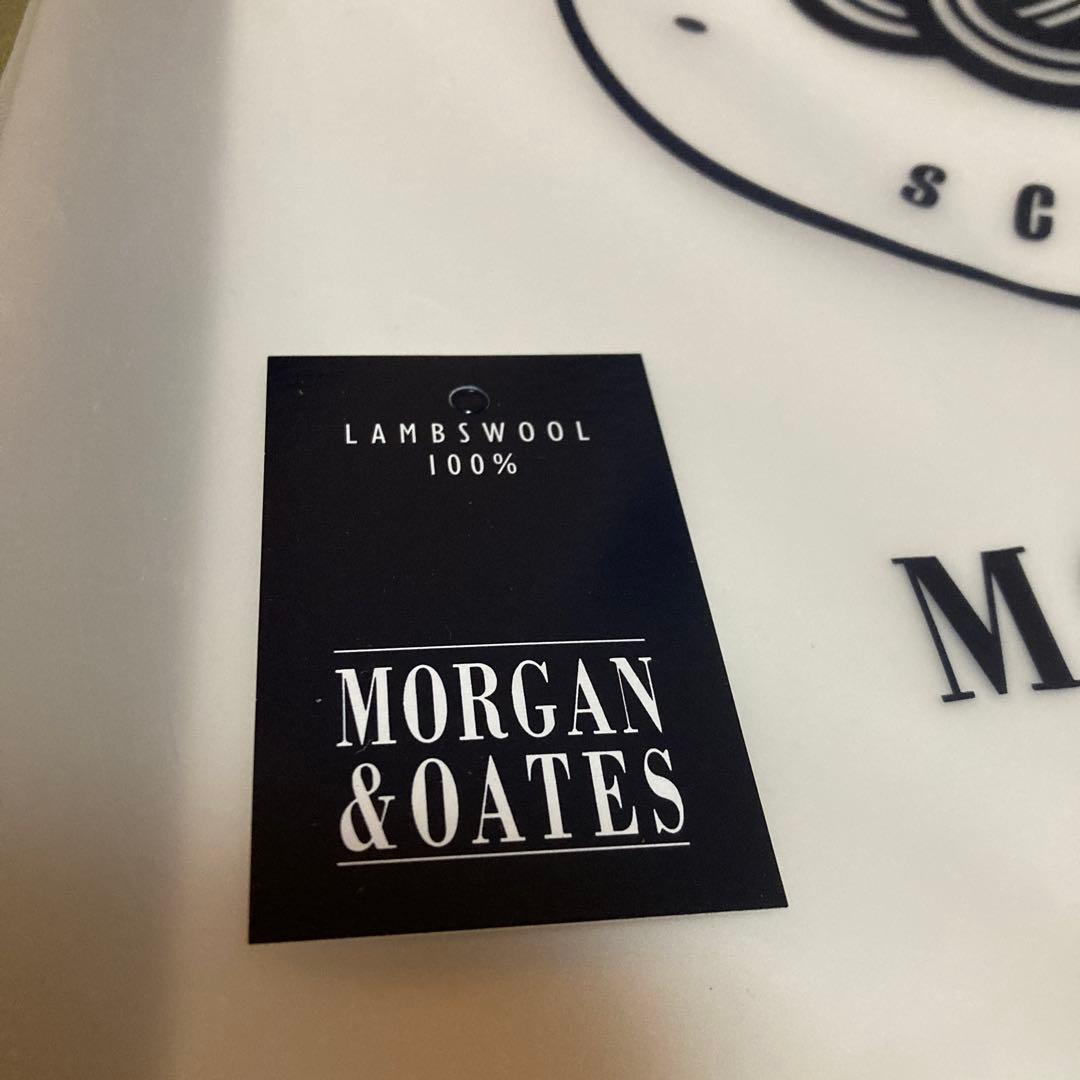 LAMBSWOOL
100%
MORGAN
& OATES